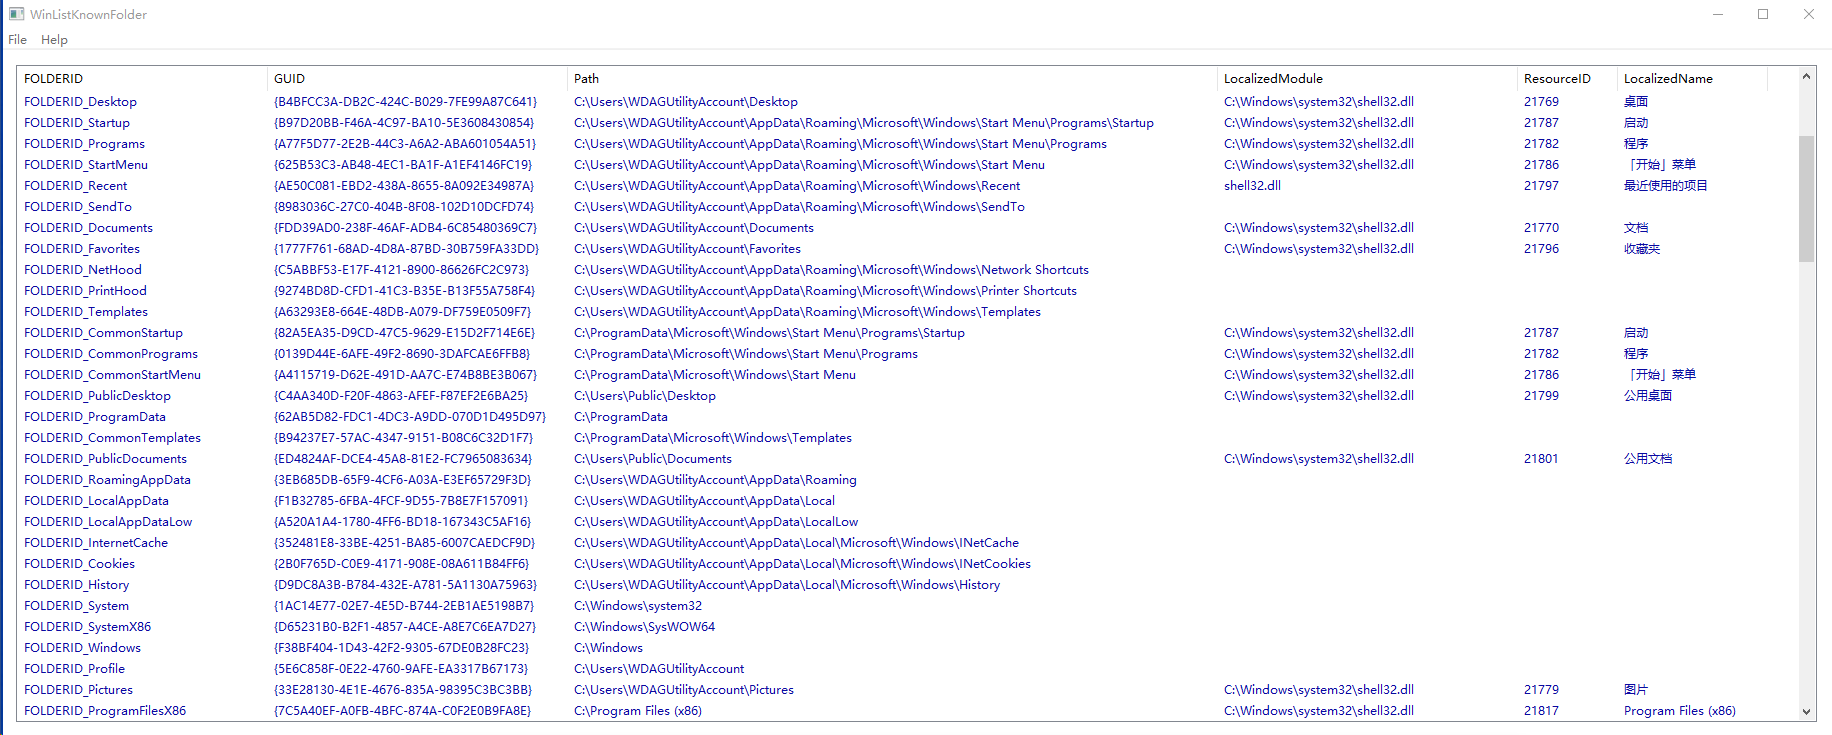 WinListKnownFolder
File Help
FOLDERID GUID Path LocalizedModule ResourceID LocalizedName
FOLDERID_Desktop {B4BFCC3A-DB2C-424C-B029-7FE99A87C641} C:\Users\WDAGUtilityAccount\Desktop C:\Windows\system32\shell32.dll 21769 桌面
FOLDERID_Startup {B97D20BB-F46A-4C97-BA10-5E3608430854} C:\Users\WDAGUtilityAccount\AppData\Roaming\Microsoft\Windows\Start Menu\Programs\Startup C:\Windows\system32\shell32.dll 21787 启动
FOLDERID_Programs {A77F5D77-2E2B-44C3-A6A2-ABA601054A51} C:\Users\WDAGUtilityAccount\AppData\Roaming\Microsoft\Windows\Start Menu\Programs C:\Windows\system32\shell32.dll 21782 程序
FOLDERID_StartMenu {625B53C3-AB48-4EC1-BA1F-A1EF4146FC19} C:\Users\WDAGUtilityAccount\AppData\Roaming\Microsoft\Windows\Start Menu C:\Windows\system32\shell32.dll 21786 「开始」菜单
FOLDERID_Recent {AE50C081-EBD2-438A-8655-8A092E34987A} C:\Users\WDAGUtilityAccount\AppData\Roaming\Microsoft\Windows\Recent shell32.dll 21797 最近使用的项目
FOLDERID_SendTo {8983036C-27C0-404B-8F08-102D10DCFD74} C:\Users\WDAGUtilityAccount\AppData\Roaming\Microsoft\Windows\SendTo
FOLDERID_Documents {FDD39AD0-238F-46AF-ADB4-6C85480369C7} C:\Users\WDAGUtilityAccount\Documents C:\Windows\system32\shell32.dll 21770 文档
FOLDERID_Favorites {1777F761-68AD-4D8A-87BD-30B759FA33DD} C:\Users\WDAGUtilityAccount\Favorites C:\Windows\system32\shell32.dll 21796 收藏夹
FOLDERID_NetHood {C5ABBF53-E17F-4121-8900-86626FC2C973} C:\Users\WDAGUtilityAccount\AppData\Roaming\Microsoft\Windows\Network Shortcuts
FOLDERID_PrintHood {9274BD8D-CFD1-41C3-B35E-B13F55A758F4} C:\Users\WDAGUtilityAccount\AppData\Roaming\Microsoft\Windows\Printer Shortcuts
FOLDERID_Templates {A63293E8-664E-48DB-A079-DF759E0509F7} C:\Users\WDAGUtilityAccount\AppData\Roaming\Microsoft\Windows\Templates
FOLDERID_CommonStartup {82A5EA35-D9CD-47C5-9629-E15D2F714E6E} C:\ProgramData\Microsoft\Windows\Start Menu\Programs\Startup C:\Windows\system32\shell32.dll 21787 启动
FOLDERID_CommonPrograms {0139D44E-6AFE-49F2-8690-3DAFCAE6FFB8} C:\ProgramData\Microsoft\Windows\Start Menu\Programs C:\Windows\system32\shell32.dll 21782 程序
FOLDERID_CommonStartMenu {A4115719-D62E-491D-AA7C-E74B8BE3B067} C:\ProgramData\Microsoft\Windows\Start Menu C:\Windows\system32\shell32.dll 21786 「开始」菜单
FOLDERID_PublicDesktop {C4AA340D-F20F-4863-AFEF-F87EF2E6BA25} C:\Users\Public\Desktop C:\Windows\system32\shell32.dll 21799 公用桌面
FOLDERID_ProgramData {62AB5D82-FDC1-4DC3-A9DD-070D1D495D97} C:\ProgramData
FOLDERID_CommonTemplates {B94237E7-57AC-4347-9151-B08C6C32D1F7} C:\ProgramData\Microsoft\Windows\Templates
FOLDERID_PublicDocuments {ED4824AF-DCE4-45A8-81E2-FC7965083634} C:\Users\Public\Documents C:\Windows\system32\shell32.dll 21801 公用文档
FOLDERID_RoamingAppData {3EB685DB-65F9-4CF6-A03A-E3EF65729F3D} C:\Users\WDAGUtilityAccount\AppData\Roaming
FOLDERID_LocalAppData {F1B32785-6FBA-4FCF-9D55-7B8E7F157091} C:\Users\WDAGUtilityAccount\AppData\Local
FOLDERID_LocalAppDataLow {A520A1A4-1780-4FF6-BD18-167343C5AF16} C:\Users\WDAGUtilityAccount\AppData\LocalLow
FOLDERID_InternetCache {352481E8-33BE-4251-BA85-6007CAEDCF9D} C:\Users\WDAGUtilityAccount\AppData\Local\Microsoft\Windows\INetCache
FOLDERID_Cookies {2B0F765D-C0E9-4171-908E-08A611B84FF6} C:\Users\WDAGUtilityAccount\AppData\Local\Microsoft\Windows\INetCookies
FOLDERID_History {D9DC8A3B-B784-432E-A781-5A1130A75963} C:\Users\WDAGUtilityAccount\AppData\Local\Microsoft\Windows\History
FOLDERID_System {1AC14E77-02E7-4E5D-B744-2EB1AE5198B7} C:\Windows\system32
FOLDERID_SystemX86 {D65231B0-B2F1-4857-A4CE-A8E7C6EA7D27} C:\Windows\SysWOW64
FOLDERID_Windows {F38BF404-1D43-42F2-9305-67DE0B28FC23} C:\Windows
FOLDERID_Profile {5E6C858F-0E22-4760-9AFE-EA3317B67173} C:\Users\WDAGUtilityAccount
FOLDERID_Pictures {33E28130-4E1E-4676-835A-98395C3BC3BB} C:\Users\WDAGUtilityAccount\Pictures C:\Windows\system32\shell32.dll 21779 图片
FOLDERID_ProgramFilesX86 {7C5A40EF-A0FB-4BFC-874A-C0F2E0B9FA8E} C:\Program Files (x86) C:\Windows\system32\shell32.dll 21817 Program Files (x86)